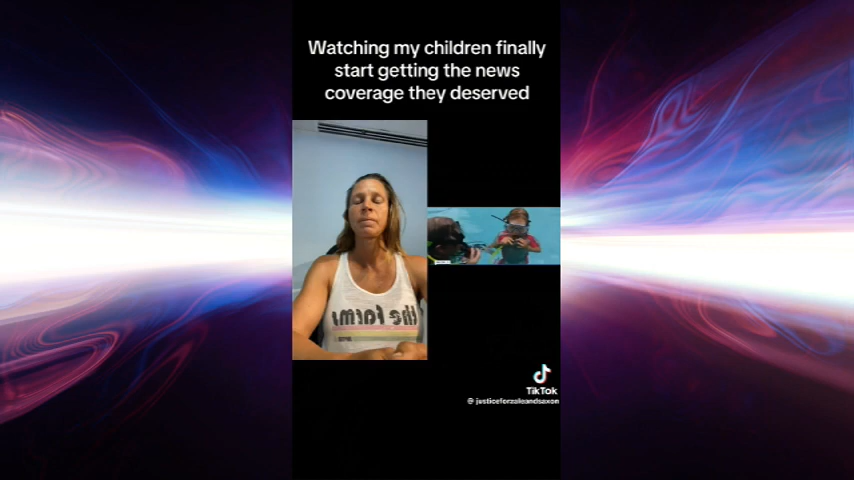 Watching my children finally
start getting the news
coverage they deserved
the farm
TikTok
@ justiceforzaleandsaxon